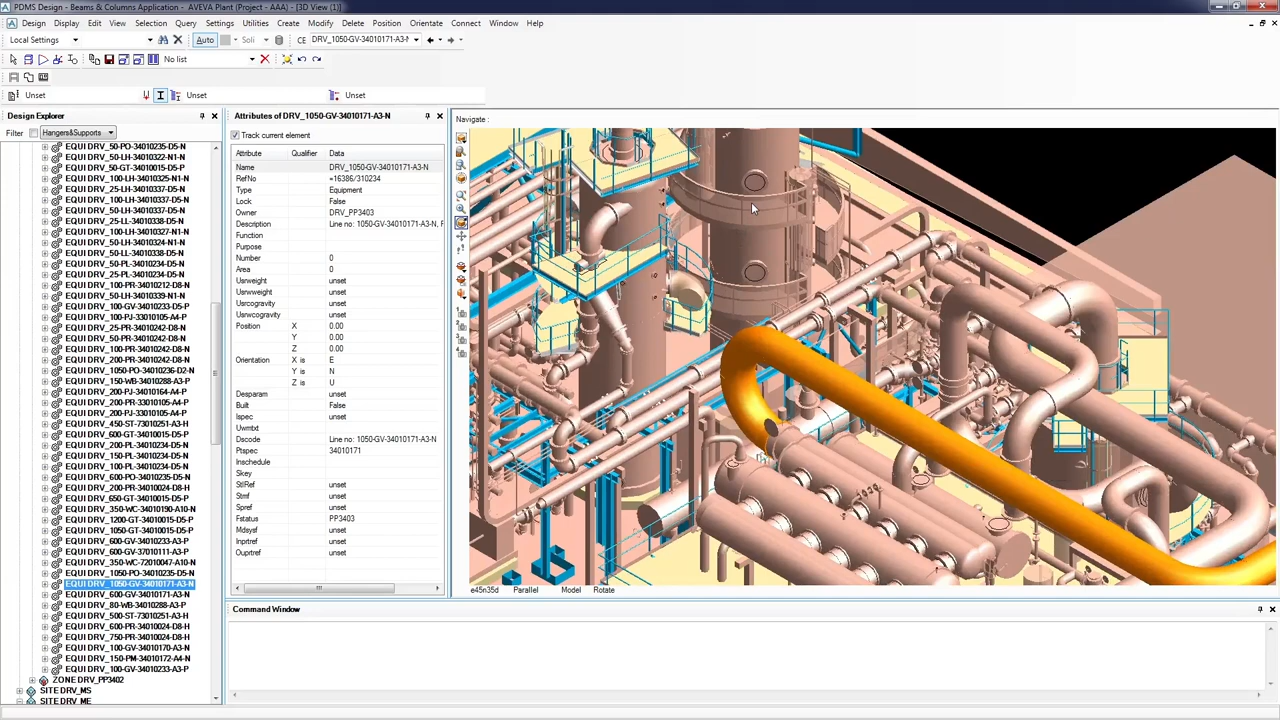 PDMS Design - Beams & Columns Application - AVEVA Plant (Project - AAA) - [3D View (1)]
Design Display Edit View Selection Query Settings Utilities Create Modify Delete Position Orientate Connect Window Help
Local Settings Auto Soli CE DRV_1050-GV-34010171-A3-N
No list
Unset Unset Unset
Design Explorer
Filter Hangers&Supports
EQUI DRV_50-PO-34010235-D5-N
EQUI DRV_50-LH-34010322-N1-N
EQUI DRV_50-GT-34010015-D5-P
EQUI DRV_100-LH-34010325-N1-N
EQUI DRV_25-LH-34010337-D5-N
EQUI DRV_100-LH-34010337-D5-N
EQUI DRV_50-LH-34010337-D5-N
EQUI DRV_25-LH-34010338-D5-N
EQUI DRV_100-LH-34010327-N1-N
EQUI DRV_50-LH-34010324-N1-N
EQUI DRV_50-LH-34010338-D5-N
EQUI DRV_100-PL-34010234-D5-N
EQUI DRV_25-PL-34010234-D5-N
EQUI DRV_100-PR-34010212-D8-N
EQUI DRV_50-LH-34010339-N1-N
EQUI DRV_100-GV-34010233-D5-P
EQUI DRV_100-PJ-33010105-A4-P
EQUI DRV_25-PR-34010242-D8-N
EQUI DRV_50-PR-34010242-D8-N
EQUI DRV_100-PR-34010242-D8-N
EQUI DRV_200-PR-34010242-D8-N
EQUI DRV_1050-PO-34010236-D2-N
EQUI DRV_150-WB-34010288-A3-P
EQUI DRV_200-PJ-34010164-A4-P
EQUI DRV_200-PJ-33010105-A4-P
EQUI DRV_200-PR-33010105-A4-P
EQUI DRV_450-ST-73010251-A3-H
EQUI DRV_600-GT-34010015-D5-P
EQUI DRV_200-PL-34010234-D5-N
EQUI DRV_150-PL-34010234-D5-N
EQUI DRV_100-PL-34010234-D5-N
EQUI DRV_600-PO-34010235-D5-N
EQUI DRV_200-PR-34010024-D8-H
EQUI DRV_650-GT-34010015-D5-P
EQUI DRV_350-WC-34010190-A10-N
EQUI DRV_1200-GT-34010015-D5-P
EQUI DRV_1050-GT-34010015-D5-P
EQUI DRV_600-GV-34010233-A3-P
EQUI DRV_600-GV-37010111-A3-P
EQUI DRV_350-WC-72010047-A10-N
EQUI DRV_1050-PO-34010235-D5-N
EQUI DRV_1050-GV-34010171-A3-N
EQUI DRV_600-GV-34010171-A3-N
EQUI DRV_80-WB-34010288-A3-P
EQUI DRV_500-ST-73010251-A3-H
EQUI DRV_600-PR-34010024-D8-H
EQUI DRV_750-PR-34010024-D8-H
EQUI DRV_100-GV-34010170-A3-N
EQUI DRV_150-PM-34010172-A4-N
EQUI DRV_100-GV-34010233-A3-P
ZONE DRV_PP3402
SITE DRV_MS
SITE DRV_ME
Attributes of DRV_1050-GV-34010171-A3-N
Track current element
Attribute Qualifier Data
Name DRV_1050-GV-34010171-A3-N
RefNo =16386/310234
Type Equipment
Lock False
Owner DRV_PP3403
Description Line no: 1050-GV-34010171-A3-N, F
Function
Purpose
Number 0
Area 0
Usrweight unset
Usrwweight unset
Usrcogravity unset
Usrwcogravity unset
Position X 0.00
Y 0.00
Z 0.00
Orientation X is E
Y is N
Z is U
Desparam unset
Built False
Ispec unset
Uwmtxt
Dscode Line no: 1050-GV-34010171-A3-N
Ptspec 34010171
Inschedule
Skey
StlRef unset
Stmf unset
Spref unset
Fstatus PP3403
Mdsysf unset
Inprtref unset
Ouprtref unset
Navigate :
e45n35d Parallel Model Rotate
Command Window